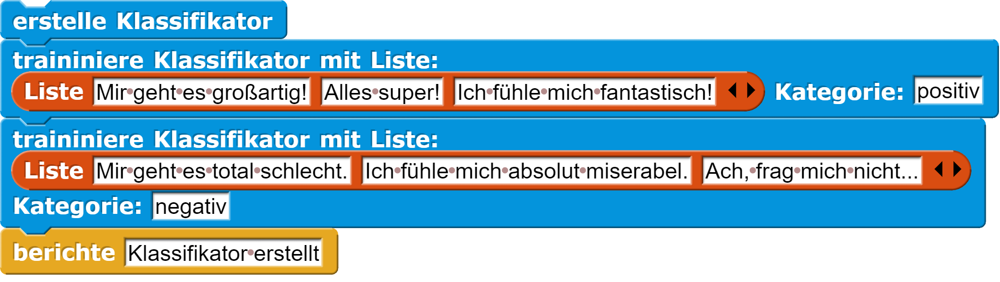 erstelle Klassifikator
traininiere Klassifikator mit Liste:
Liste Mir geht es großartig! Alles super! Ich fühle mich fantastisch! Kategorie: positiv
traininiere Klassifikator mit Liste:
Liste Mir geht es total schlecht. Ich fühle mich absolut miserabel. Ach, frag mich nicht...
Kategorie: negativ
berichte Klassifikator erstellt